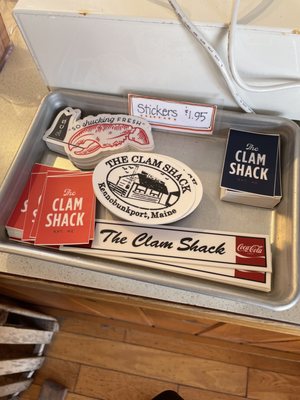 "SO shucking FRESH"
Stickers
$1.95
THE CLAM SHACK
Kennebunkport, Maine
The
CLAM
SHACK
The
CLAM
SHACK
The Clam Shack
Coca-Cola